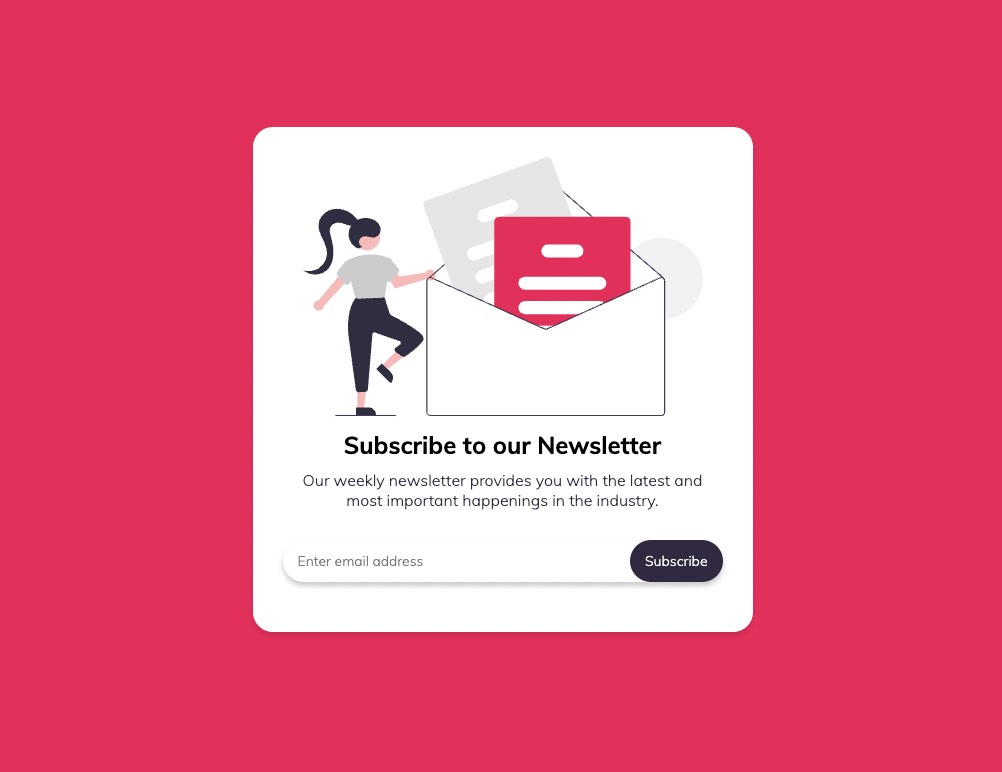 Subscribe to our Newsletter
Our weekly newsletter provides you with the latest and
most important happenings in the industry.
Enter email address
Subscribe